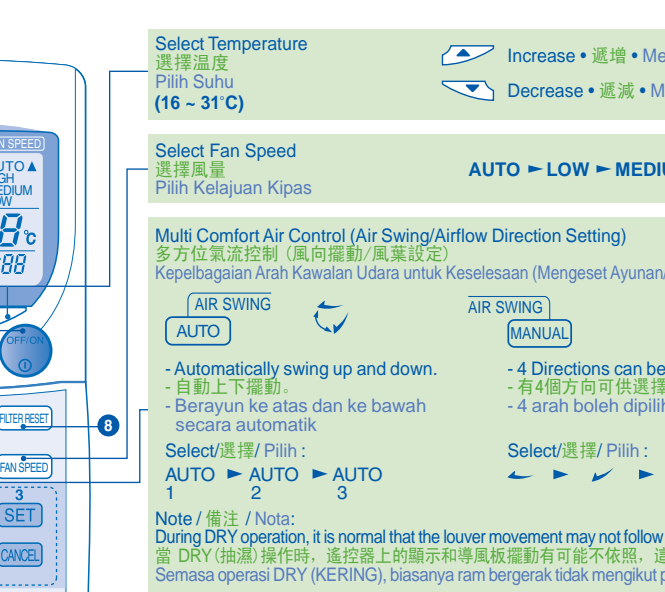 N SPEED
UTO ▲
GH
EDIUM
OW
8 °C
88
OFF/ON
FILTER RESET
8
FAN SPEED
3
SET
CANCEL
Select Temperature
選擇溫度
Pilih Suhu
(16 ~ 31°C)
Increase • 遞增 • Me
Decrease • 遞減 • M
Select Fan Speed
選擇風量
Pilih Kelajuan Kipas
AUTO ► LOW ► MEDIU
Multi Comfort Air Control (Air Swing/Airflow Direction Setting)
多方位氣流控制 (風向擺動/風葉設定)
Kepelbagaian Arah Kawalan Udara untuk Keselesaan (Mengeset Ayunan/
AIR SWING
AUTO
- Automatically swing up and down.
- 自動上下擺動。
- Berayun ke atas dan ke bawah
secara automatik
Select/選擇/ Pilih :
AUTO ► AUTO ► AUTO
1 2 3
AIR SWING
MANUAL
- 4 Directions can be
- 有4個方向可供選擇
- 4 arah boleh dipilih
Select/選擇/ Pilih :
Note / 備注 / Nota:
During DRY operation, it is normal that the louver movement may not follow
當 DRY(抽濕)操作時，遙控器上的顯示和導風板擺動有可能不依照，這
Semasa operasi DRY (KERING), biasanya ram bergerak tidak mengikut p